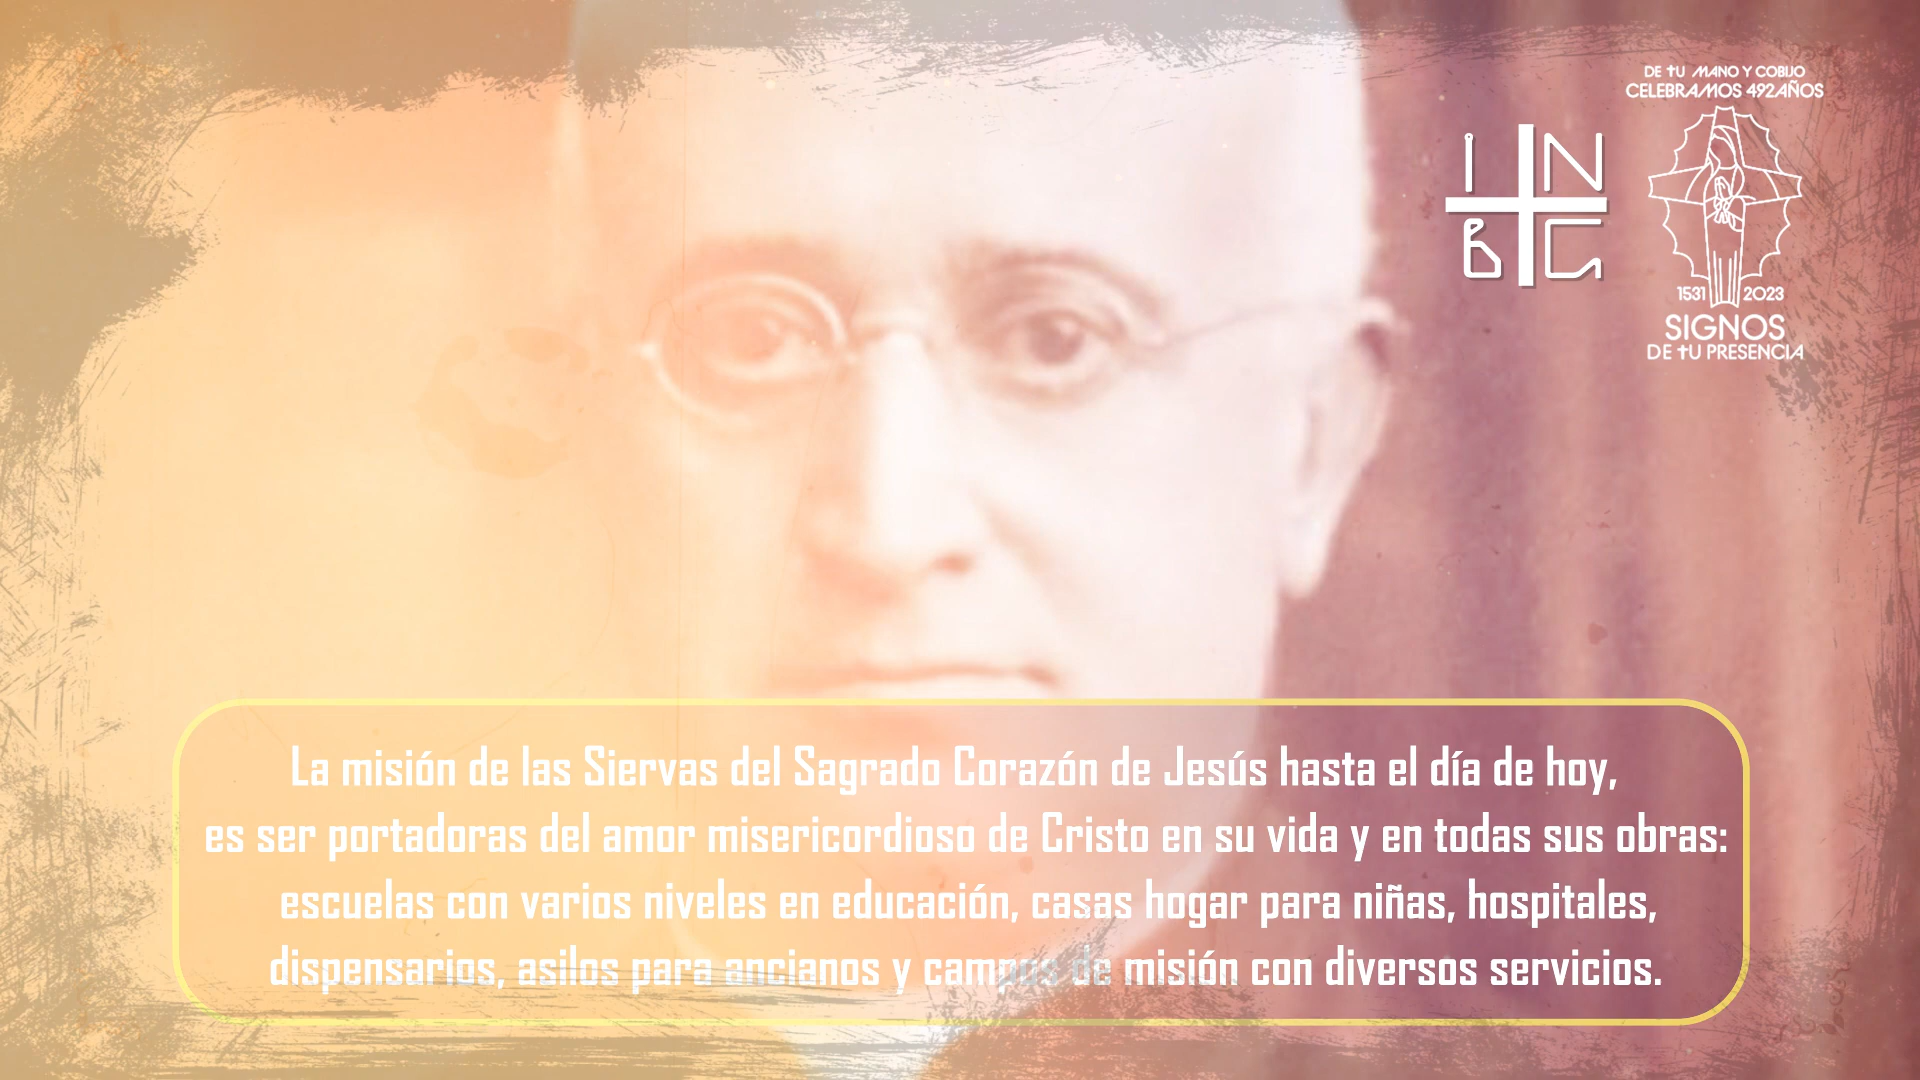 DE TU MANO Y COBIJO
CELEBRAMOS 492AÑOS
I N
B G
1531 2023
SIGNOS
DE TU PRESENCIA
La misión de las Siervas del Sagrado Corazón de Jesús hasta el día de hoy,
es ser portadoras del amor misericordioso de Cristo en su vida y en todas sus obras:
escuelas con varios niveles en educación, casas hogar para niñas, hospitales,
dispensarios, asilos para ancianos y campos de misión con diversos servicios.